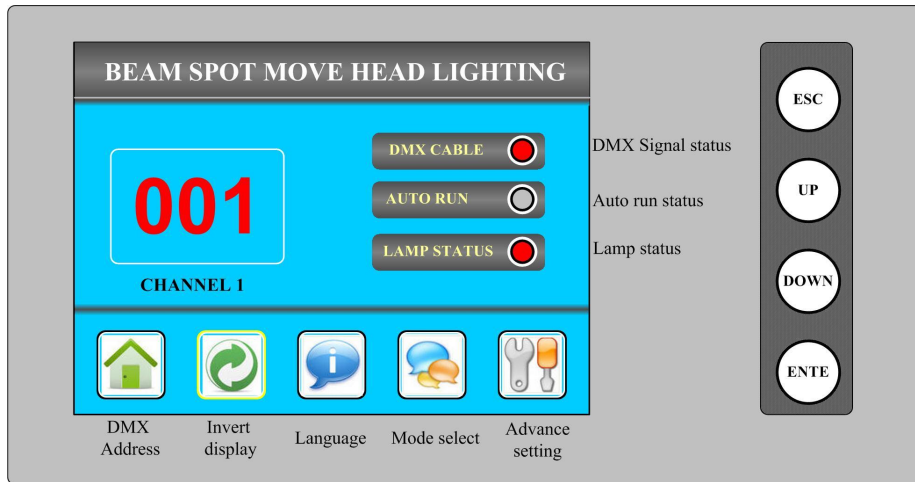 BEAM SPOT MOVE HEAD LIGHTING
001
CHANNEL 1
DMX CABLE
AUTO RUN
LAMP STATUS
DMX Signal status
Auto run status
Lamp status
i
DMX
Address
Invert
display
Language
Mode select
Advance
setting
ESC
UP
DOWN
ENTE